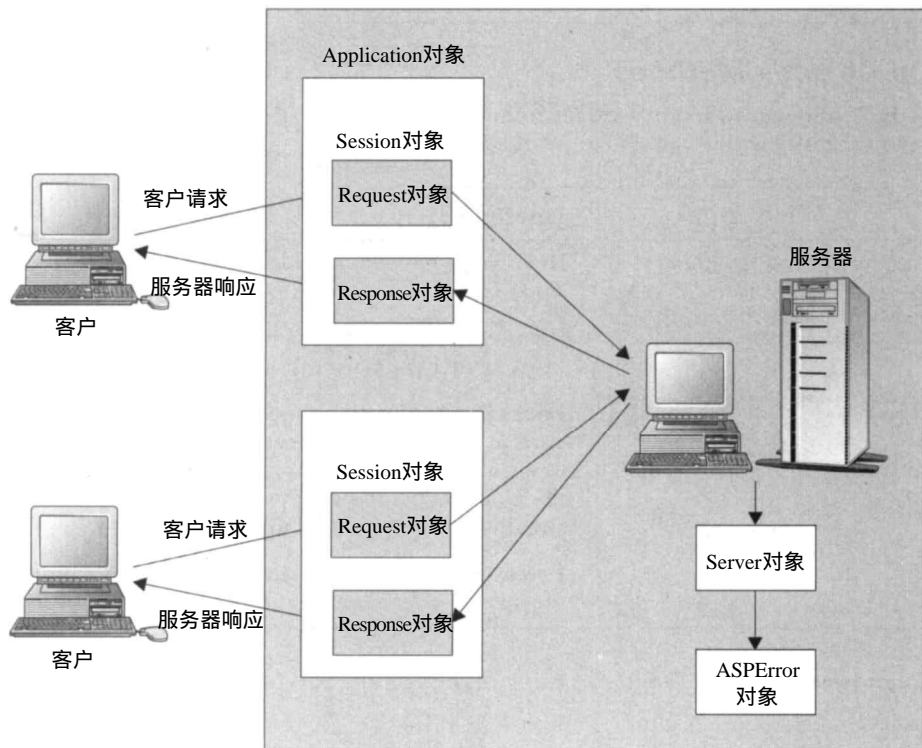 Application对象
Session对象
Request对象
Response对象
客户请求
服务器响应
客户
服务器
Session对象
Request对象
Response对象
客户请求
服务器响应
客户
Server对象
ASPError
对象